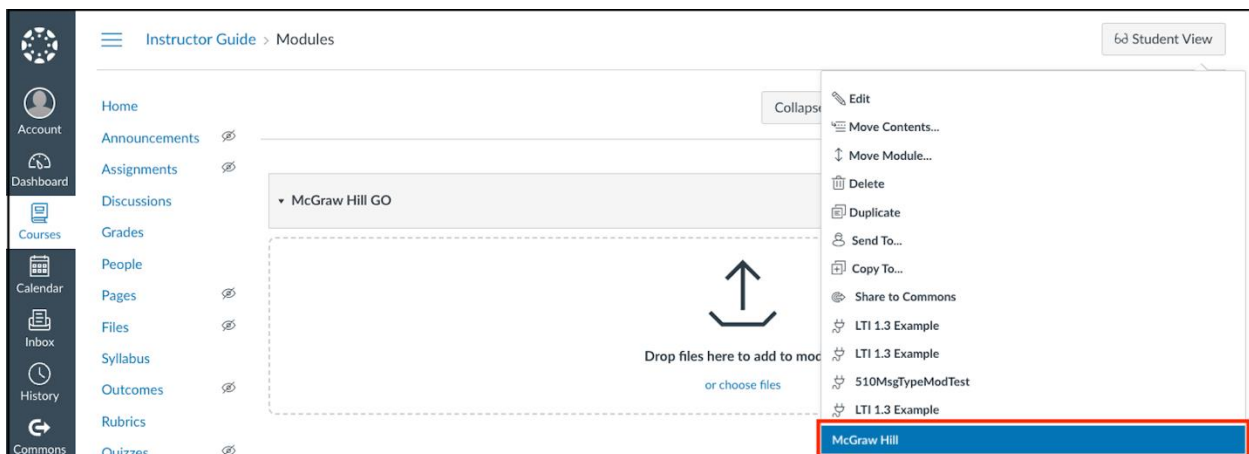 Instructor Guide > Modules
Student View
Account
Dashboard
Courses
Calendar
Inbox
History
Commons
Home
Announcements
Assignments
Discussions
Grades
People
Pages
Files
Syllabus
Outcomes
Rubrics
Quizzes
▾ McGraw Hill GO
Drop files here to add to
or choose files
Edit
Move Contents...
Move Module...
Delete
Duplicate
Send To...
Copy To...
Share to Commons
LTI 1.3 Example
LTI 1.3 Example
510MsgTypeModTest
LTI 1.3 Example
McGraw Hill